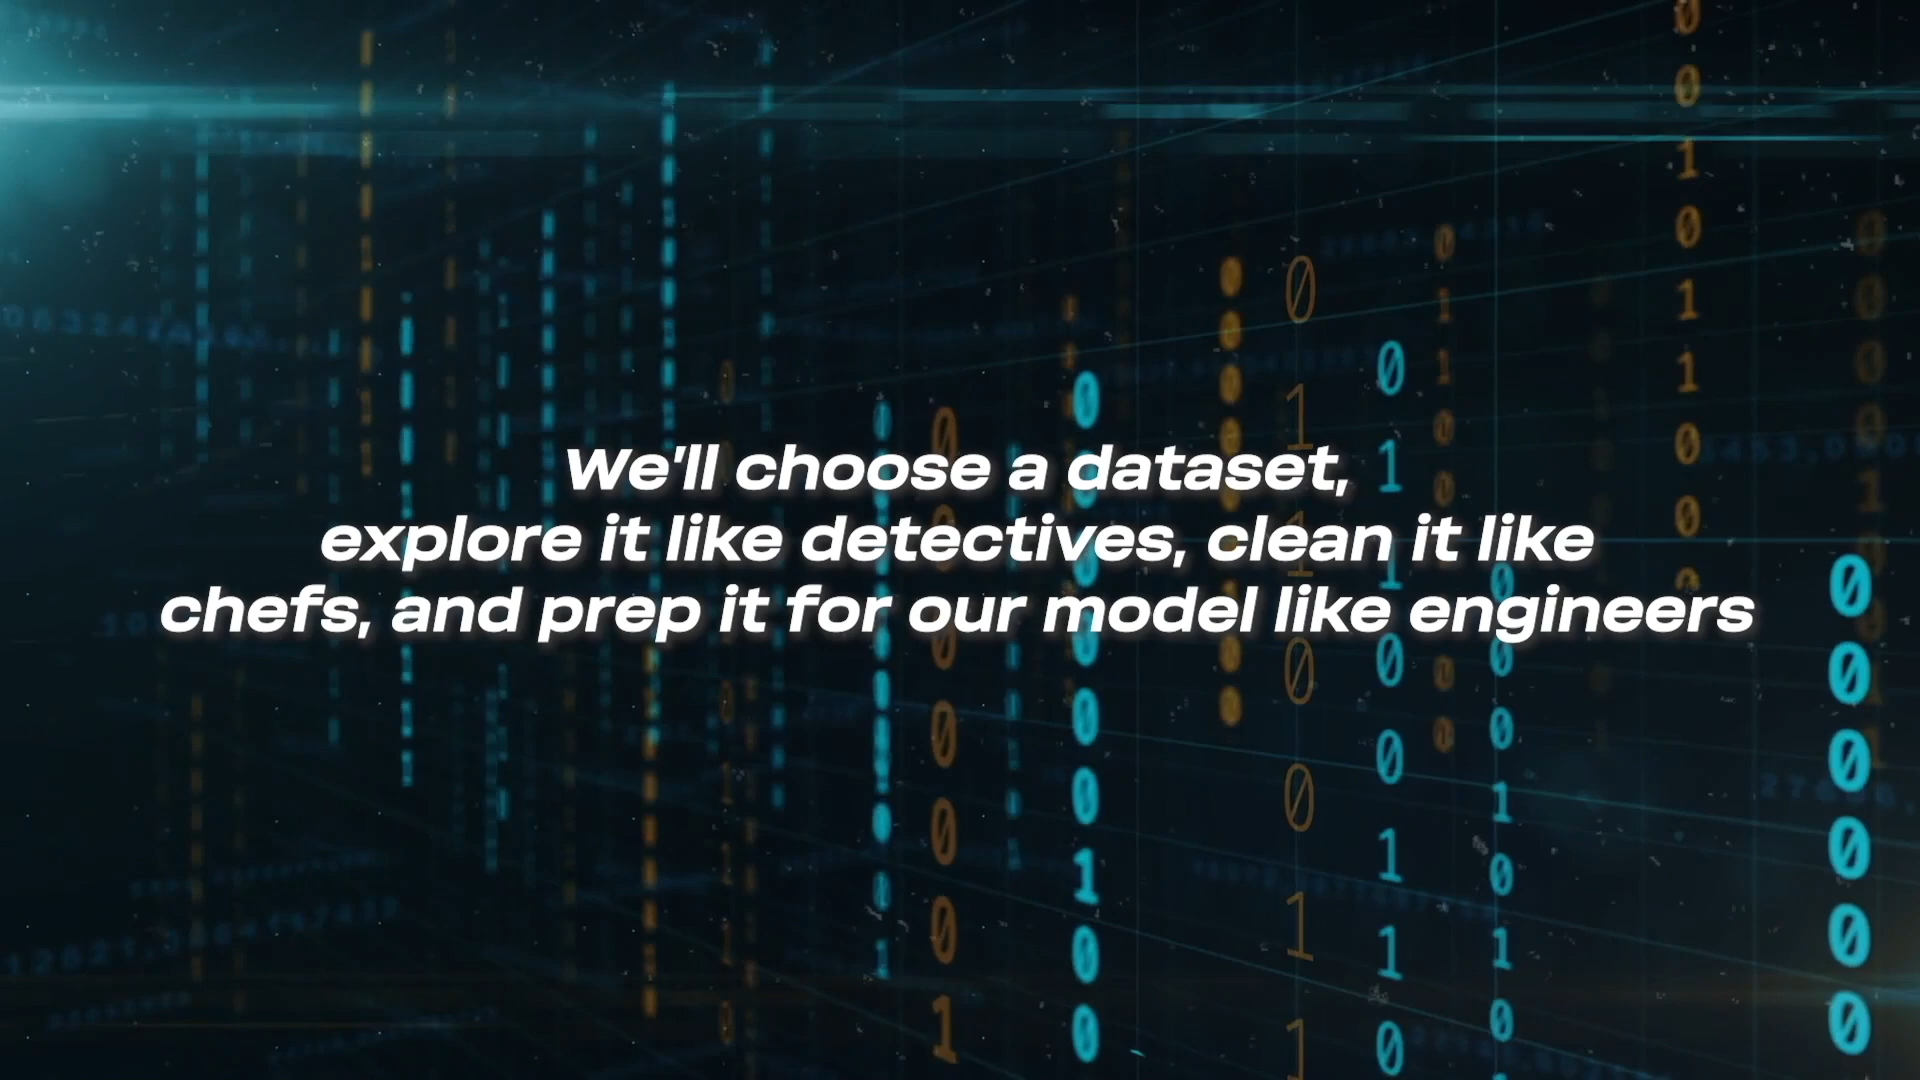 We'll choose a dataset,
explore it like detectives, clean it like
chefs, and prep it for our model like engineers